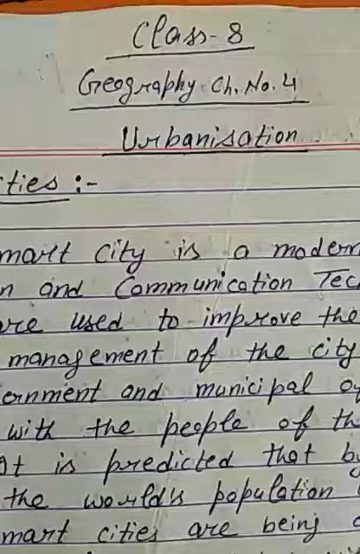 Class-8
Geography Ch. No. 4
Urbanisation
ties :-
mart city is a modern
n and Communication Tec
are used to improve the
management of the city
ernment and municipal o
with the people of th
It is predicted that b
the world's population
mart cities are being